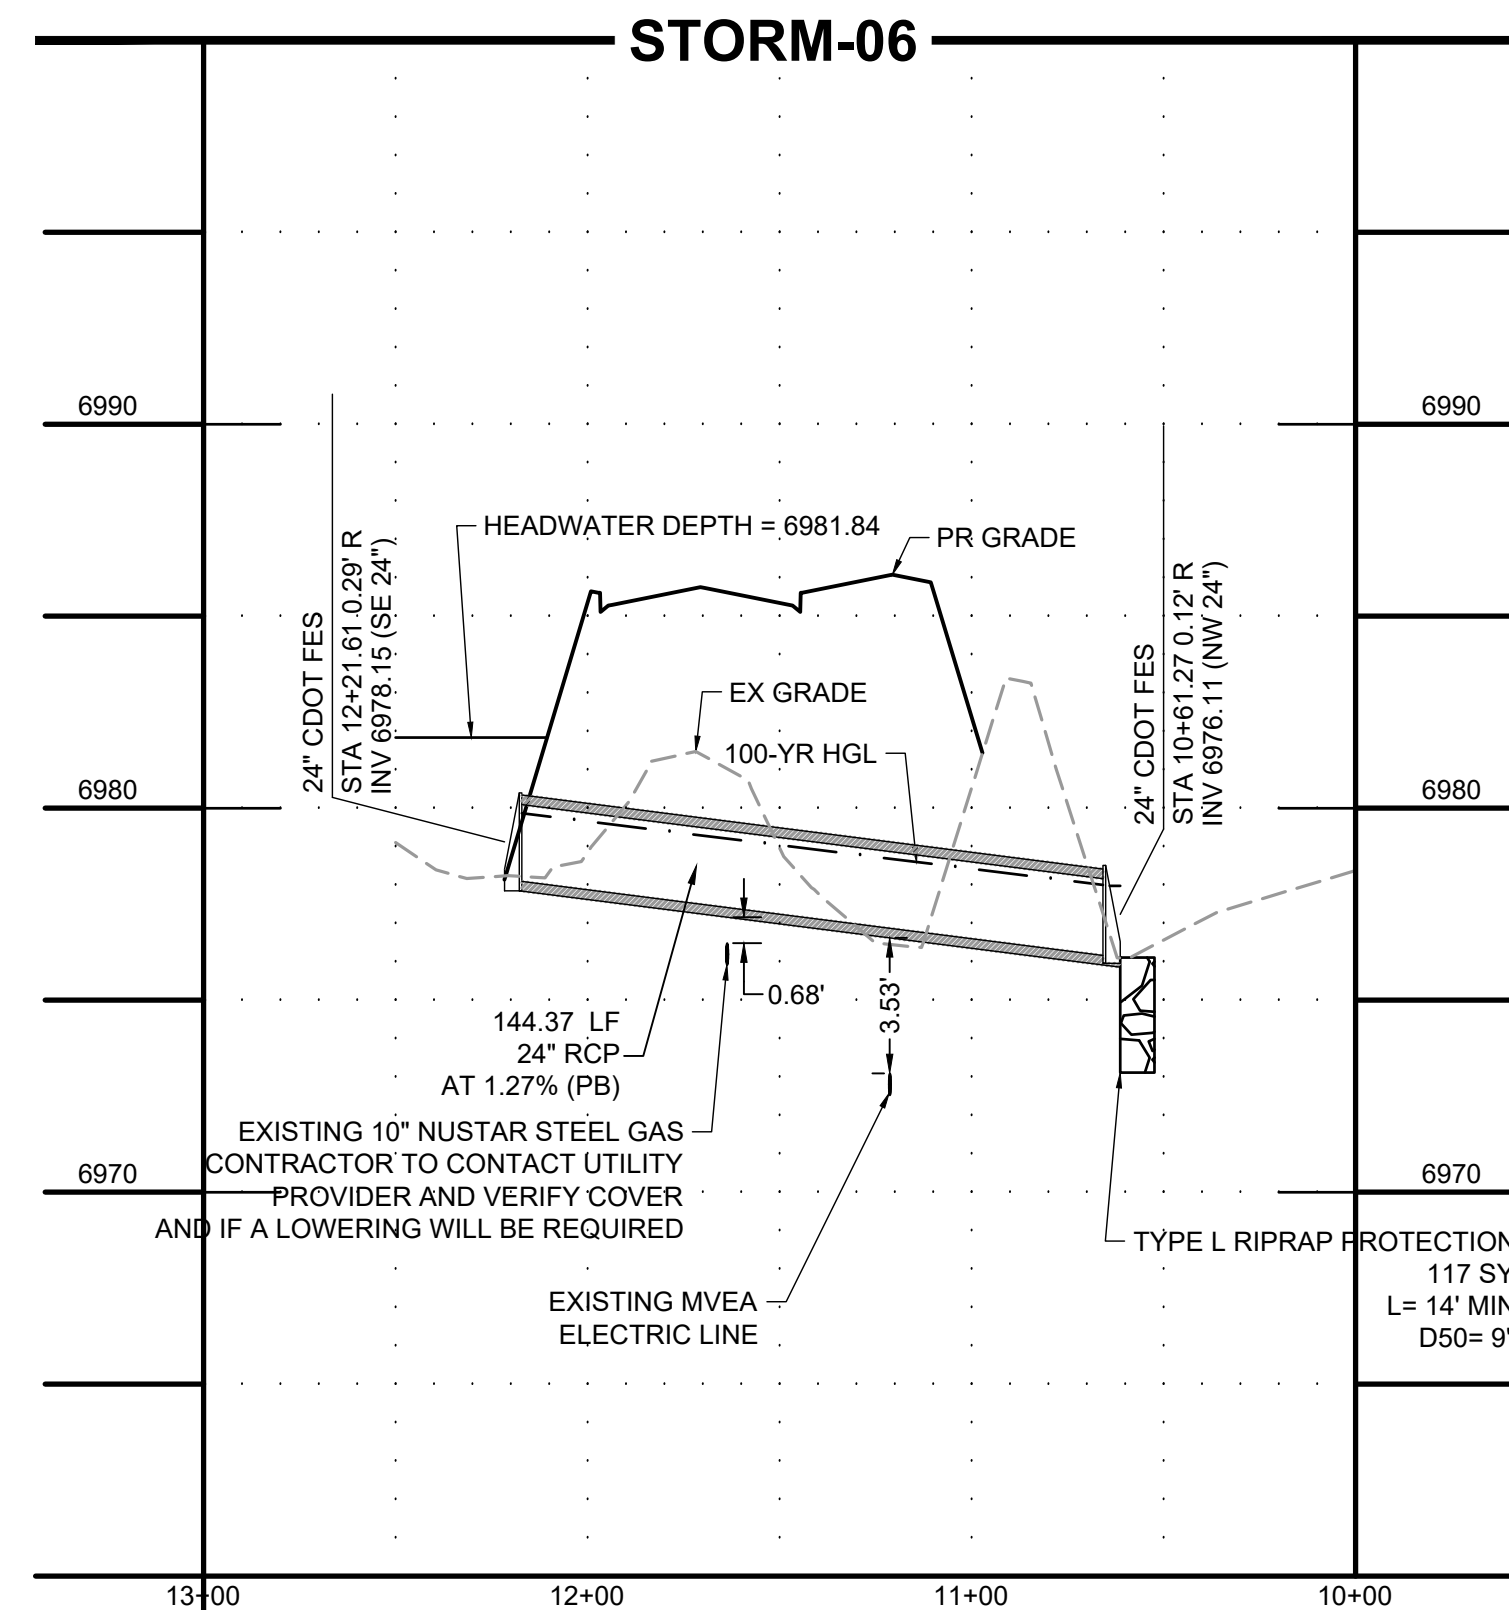 STORM-06
6990
6990
HEADWATER DEPTH = 6981.84
PR GRADE
24" CDOT FES
STA 12+21.61 0.29' R
INV 6978.15 (SE 24")
24" CDOT FES
STA 10+61.27 0.12' R
INV 6976.11 (NW 24")
EX GRADE
100-YR HGL
6980
6980
0.68'
3.53'
144.37 LF
24" RCP
AT 1.27% (PB)
EXISTING 10" NUSTAR STEEL GAS
CONTRACTOR TO CONTACT UTILITY
PROVIDER AND VERIFY COVER
AND IF A LOWERING WILL BE REQUIRED
6970
6970
TYPE L RIPRAP PROTECTION
117 SY
L= 14' MIN
D50= 9"
EXISTING MVEA
ELECTRIC LINE
13+00
12+00
11+00
10+00